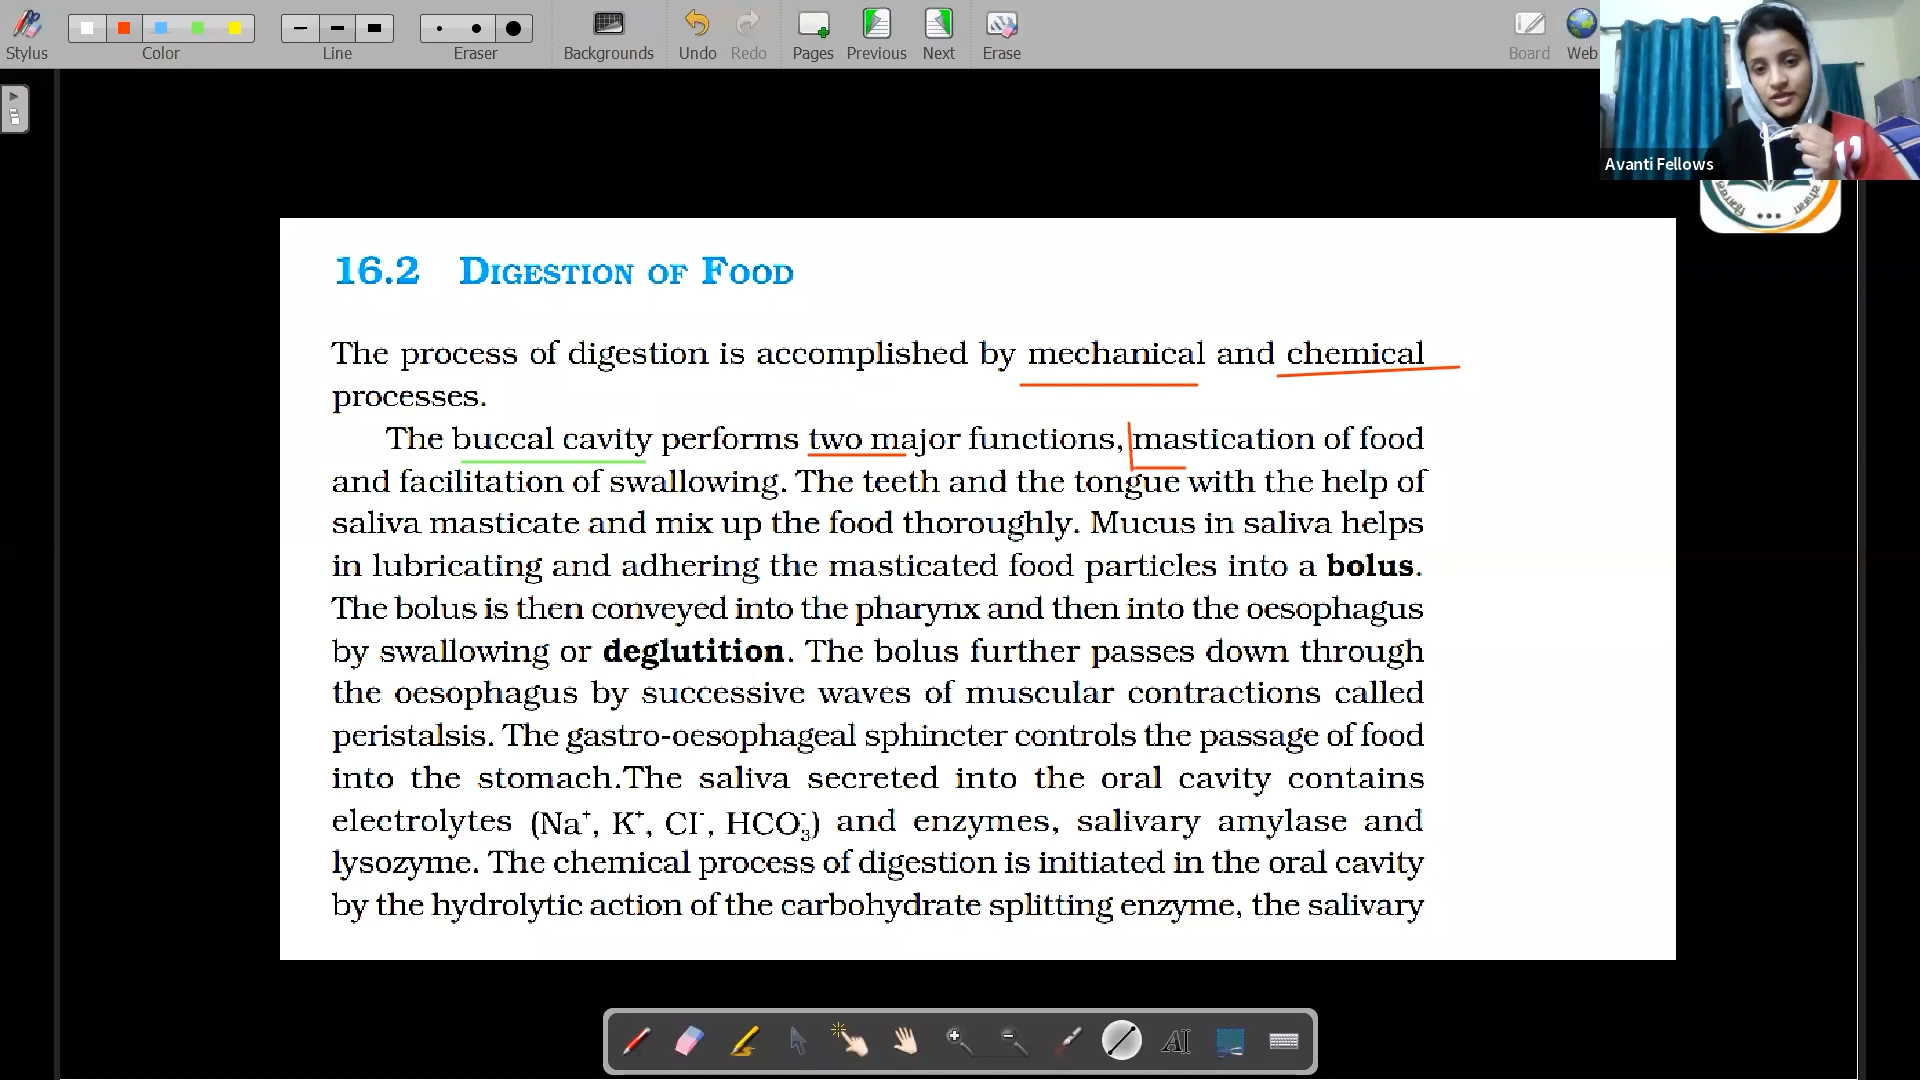 Stylus
Color
Line
Eraser
Backgrounds
Undo
Redo
Pages
Previous
Next
Erase
Board
Web
Avanti Fellows
16.2 DIGESTION OF FOOD
The process of digestion is accomplished by mechanical and chemical
processes.
The buccal cavity performs two major functions, mastication of food
and facilitation of swallowing. The teeth and the tongue with the help of
saliva masticate and mix up the food thoroughly. Mucus in saliva helps
in lubricating and adhering the masticated food particles into a bolus.
The bolus is then conveyed into the pharynx and then into the oesophagus
by swallowing or deglutition. The bolus further passes down through
the oesophagus by successive waves of muscular contractions called
peristalsis. The gastro-oesophageal sphincter controls the passage of food
into the stomach.The saliva secreted into the oral cavity contains
electrolytes (Na⁺, K⁺, Cl⁻, HCO₃⁻) and enzymes, salivary amylase and
lysozyme. The chemical process of digestion is initiated in the oral cavity
by the hydrolytic action of the carbohydrate splitting enzyme, the salivary
AI